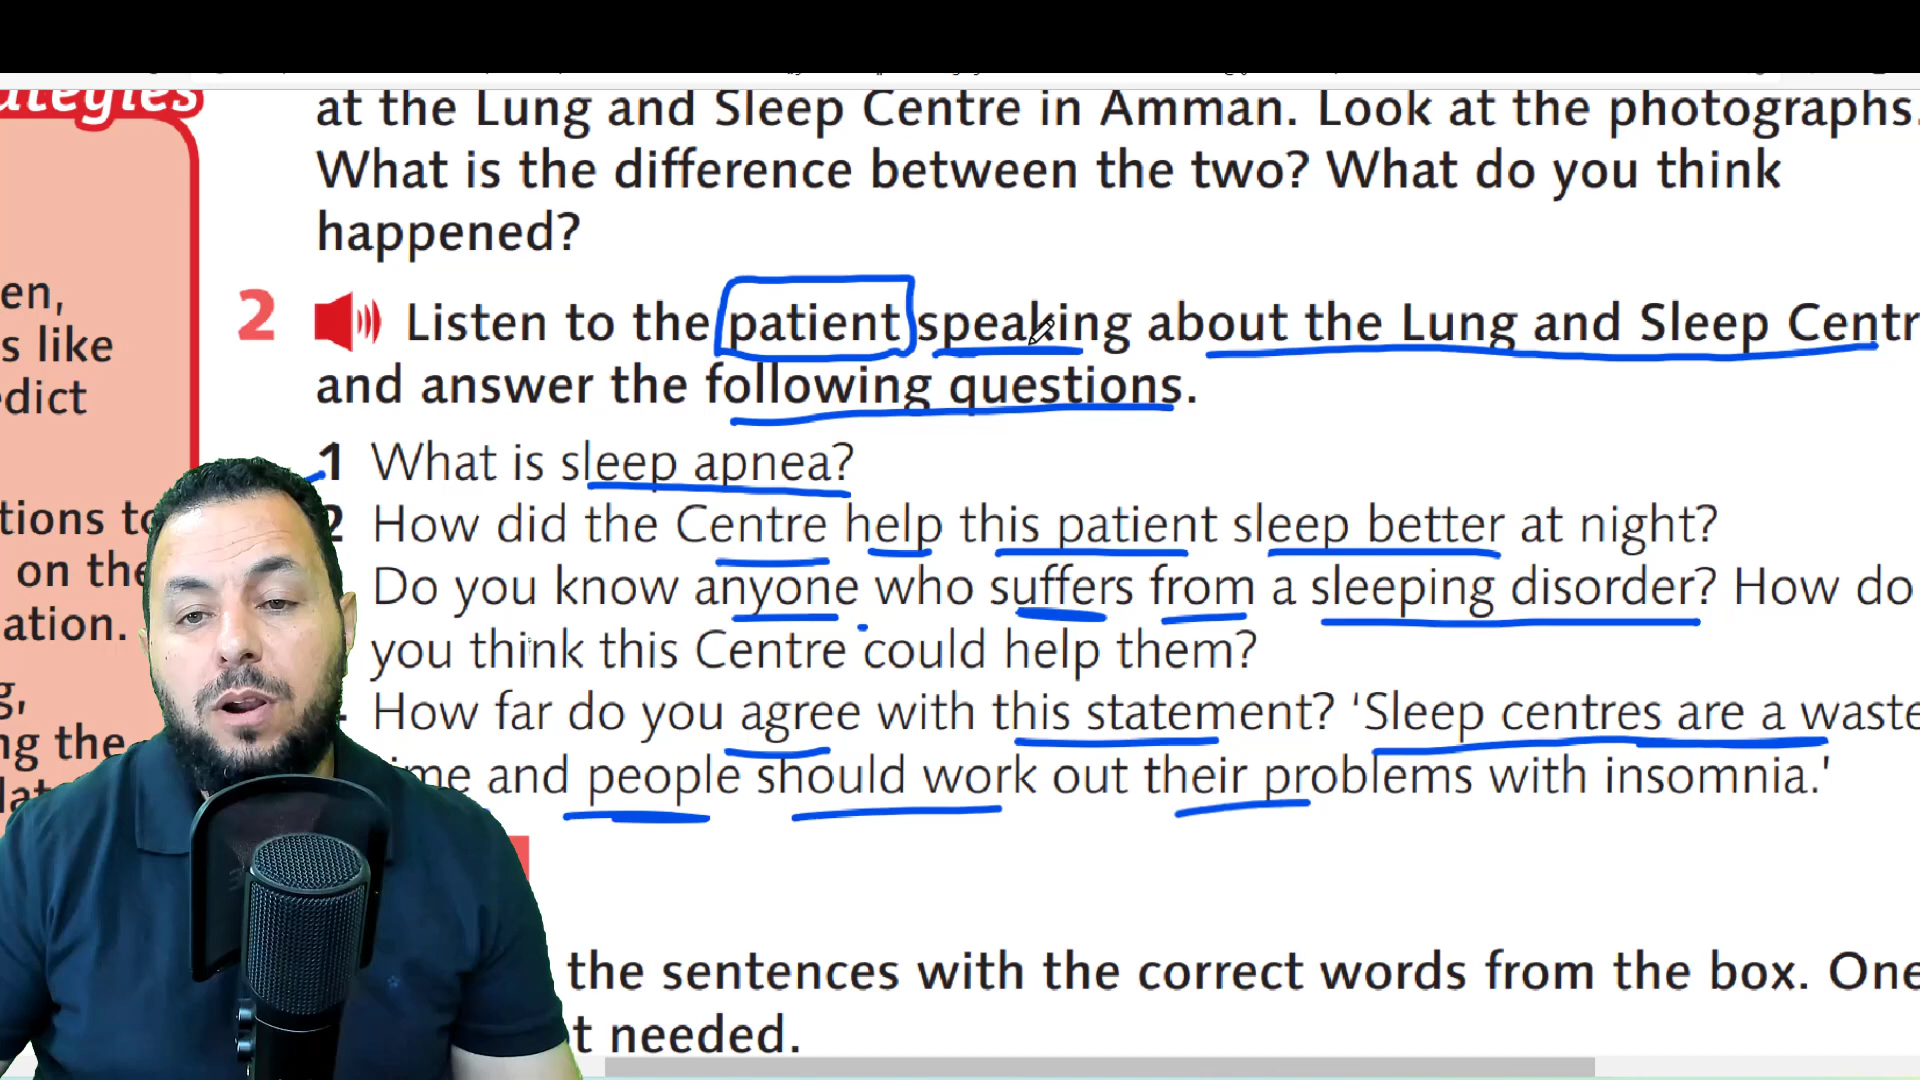 ategies
en,
s like
edict
tions to
on the
ation.
g,
ng the
at the Lung and Sleep Centre in Amman. Look at the photographs.
What is the difference between the two? What do you think
happened?
2 Listen to the patient speaking about the Lung and Sleep Centr
and answer the following questions.
1 What is sleep apnea?
2 How did the Centre help this patient sleep better at night?
Do you know anyone who suffers from a sleeping disorder? How do
you think this Centre could help them?
How far do you agree with this statement? ‘Sleep centres are a waste
ime and people should work out their problems with insomnia.’
the sentences with the correct words from the box. One
t needed.